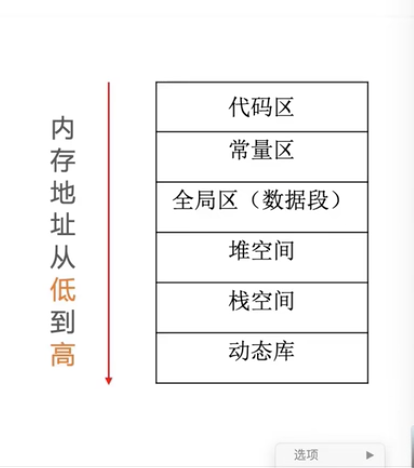 内存地址从低到高
代码区
常量区
全局区（数据段）
堆空间
栈空间
动态库
选项